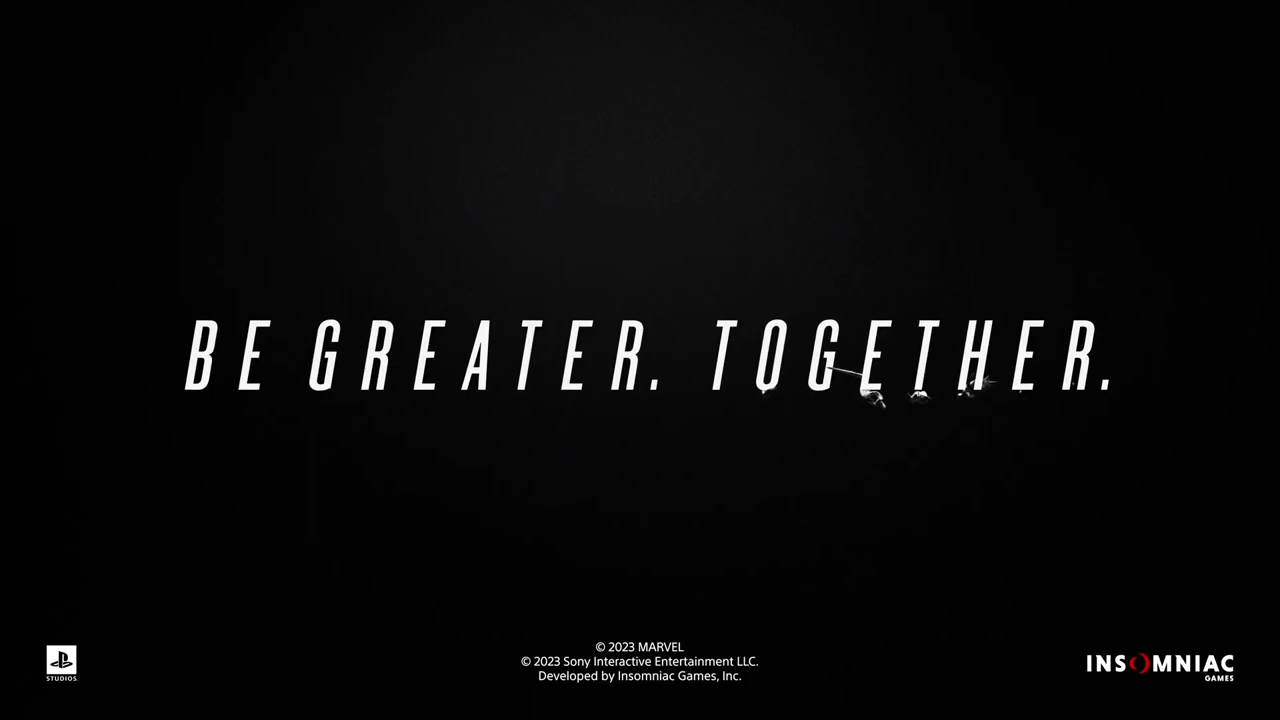 BE GREATER. TOGETHER.
© 2023 MARVEL
© 2023 Sony Interactive Entertainment LLC.
Developed by Insomniac Games, Inc.
STUDIOS
INSOMNIAC
GAMES